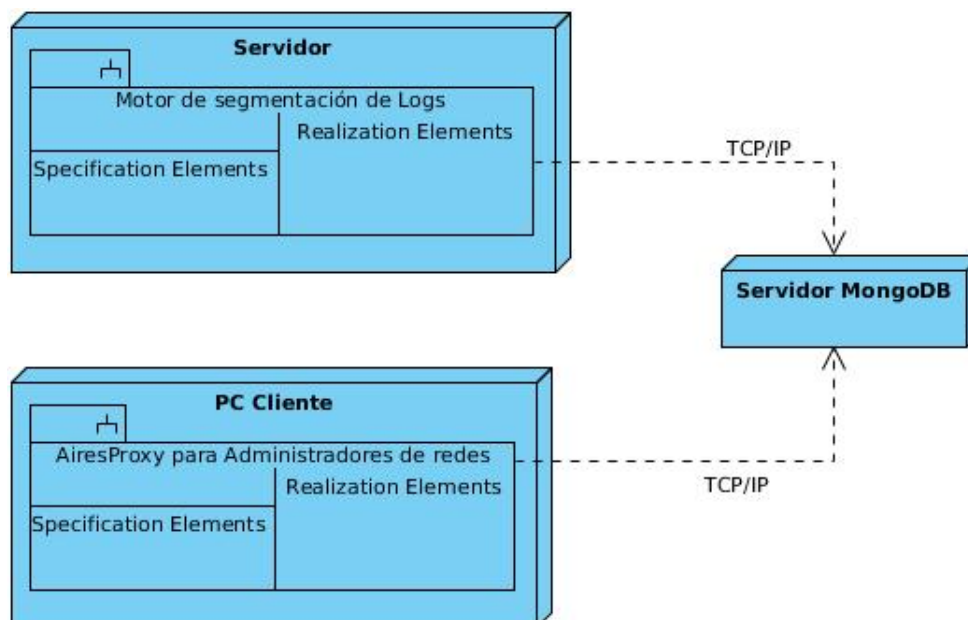 Servidor
Motor de segmentación de Logs
Realization Elements
Specification Elements
TCP/IP
Servidor MongoDB
PC Cliente
AiresProxy para Administradores de redes
Realization Elements
Specification Elements
TCP/IP